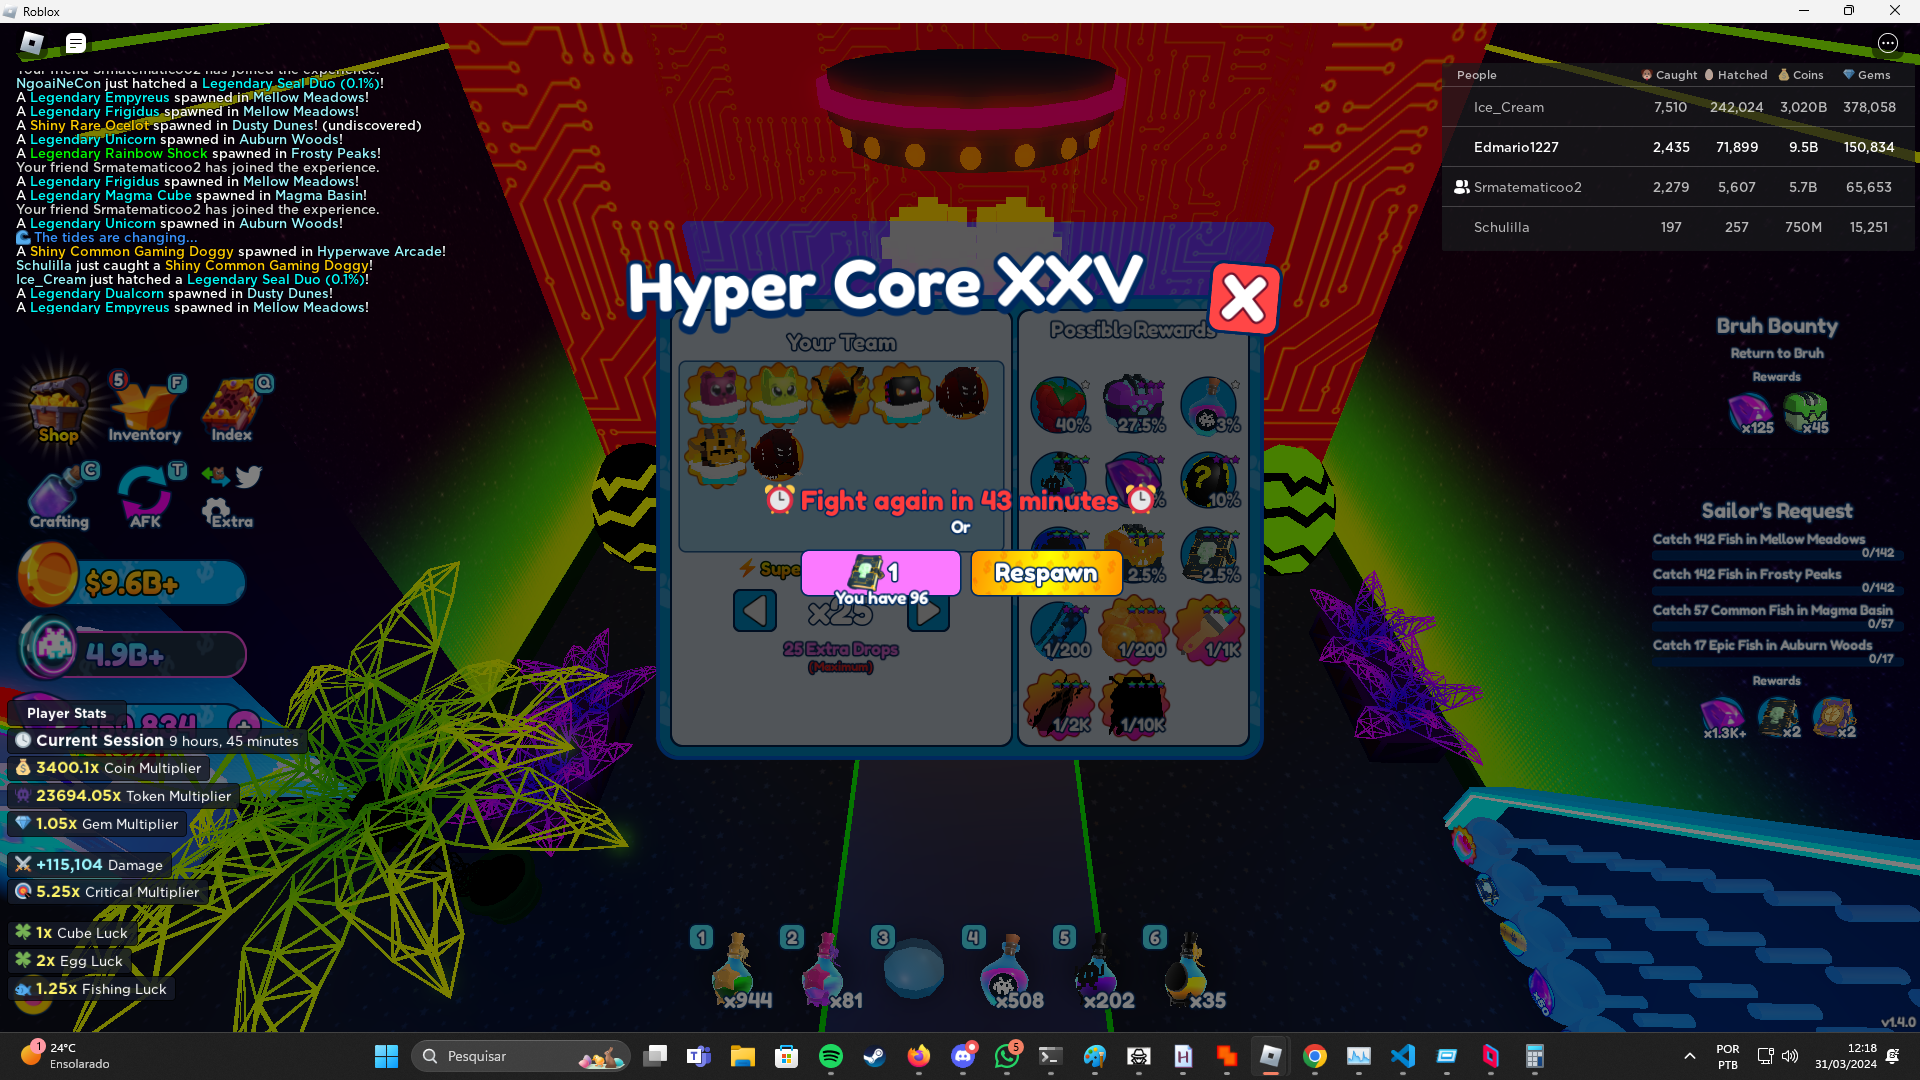 Roblox
Your friend Srmatematicoo2 has joined the experience.
NgoaiNeCon just hatched a Legendary Seal Duo (0.1%)!
A Legendary Empyreus spawned in Mellow Meadows!
A Legendary Frigidus spawned in Mellow Meadows!
A Shiny Rare Ocelot spawned in Dusty Dunes! (undiscovered)
A Legendary Unicorn spawned in Auburn Woods!
A Legendary Rainbow Shock spawned in Frosty Peaks!
Your friend Srmatematicoo2 has joined the experience.
A Legendary Frigidus spawned in Mellow Meadows!
A Legendary Magma Cube spawned in Magma Basin!
Your friend Srmatematicoo2 has joined the experience.
A Legendary Unicorn spawned in Auburn Woods!
The tides are changing...
A Shiny Common Gaming Doggy spawned in Hyperwave Arcade!
Schulilla just caught a Shiny Common Gaming Doggy!
Ice_Cream just hatched a Legendary Seal Duo (0.1%)!
A Legendary Dualcorn spawned in Dusty Dunes!
A Legendary Empyreus spawned in Mellow Meadows!
People Caught Hatched Coins Gems
Ice_Cream 7,510 242,024 3,020B 378,058
Edmario1227 2,435 71,899 9.5B 150,834
Srmatematicoo2 2,279 5,607 5.7B 65,653
Schulilla 197 257 750M 15,251
Hyper Core XXV
X
Your Team
Possible Rewards
40% 27.5% 3%
10%
2.5% 2.5%
1/200 1/200 1/1K
1/2K 1/10K
Fight again in 43 minutes
Or
1
You have 96
Respawn
Supe
x25
25 Extra Drops
(Maximum)
5 F Q
Shop Inventory Index
C T
Crafting AFK Extra
$9.6B+
4.9B+
Player Stats
Current Session 9 hours, 45 minutes
3400.1x Coin Multiplier
23694.05x Token Multiplier
1.05x Gem Multiplier
+115,104 Damage
5.25x Critical Multiplier
1x Cube Luck
2x Egg Luck
1.25x Fishing Luck
Bruh Bounty
Return to Bruh
Rewards
x125 x45
Sailor's Request
Catch 142 Fish in Mellow Meadows
0/142
Catch 142 Fish in Frosty Peaks
0/142
Catch 57 Common Fish in Magma Basin
0/57
Catch 17 Epic Fish in Auburn Woods
0/17
Rewards
x1.3K+ x2 x2
1 2 3 4 5 6
x944 x81 x508 x202 x35
v1.4.0
1
24°C
Ensolarado
Pesquisar
5
POR
PTB
12:18
31/03/2024